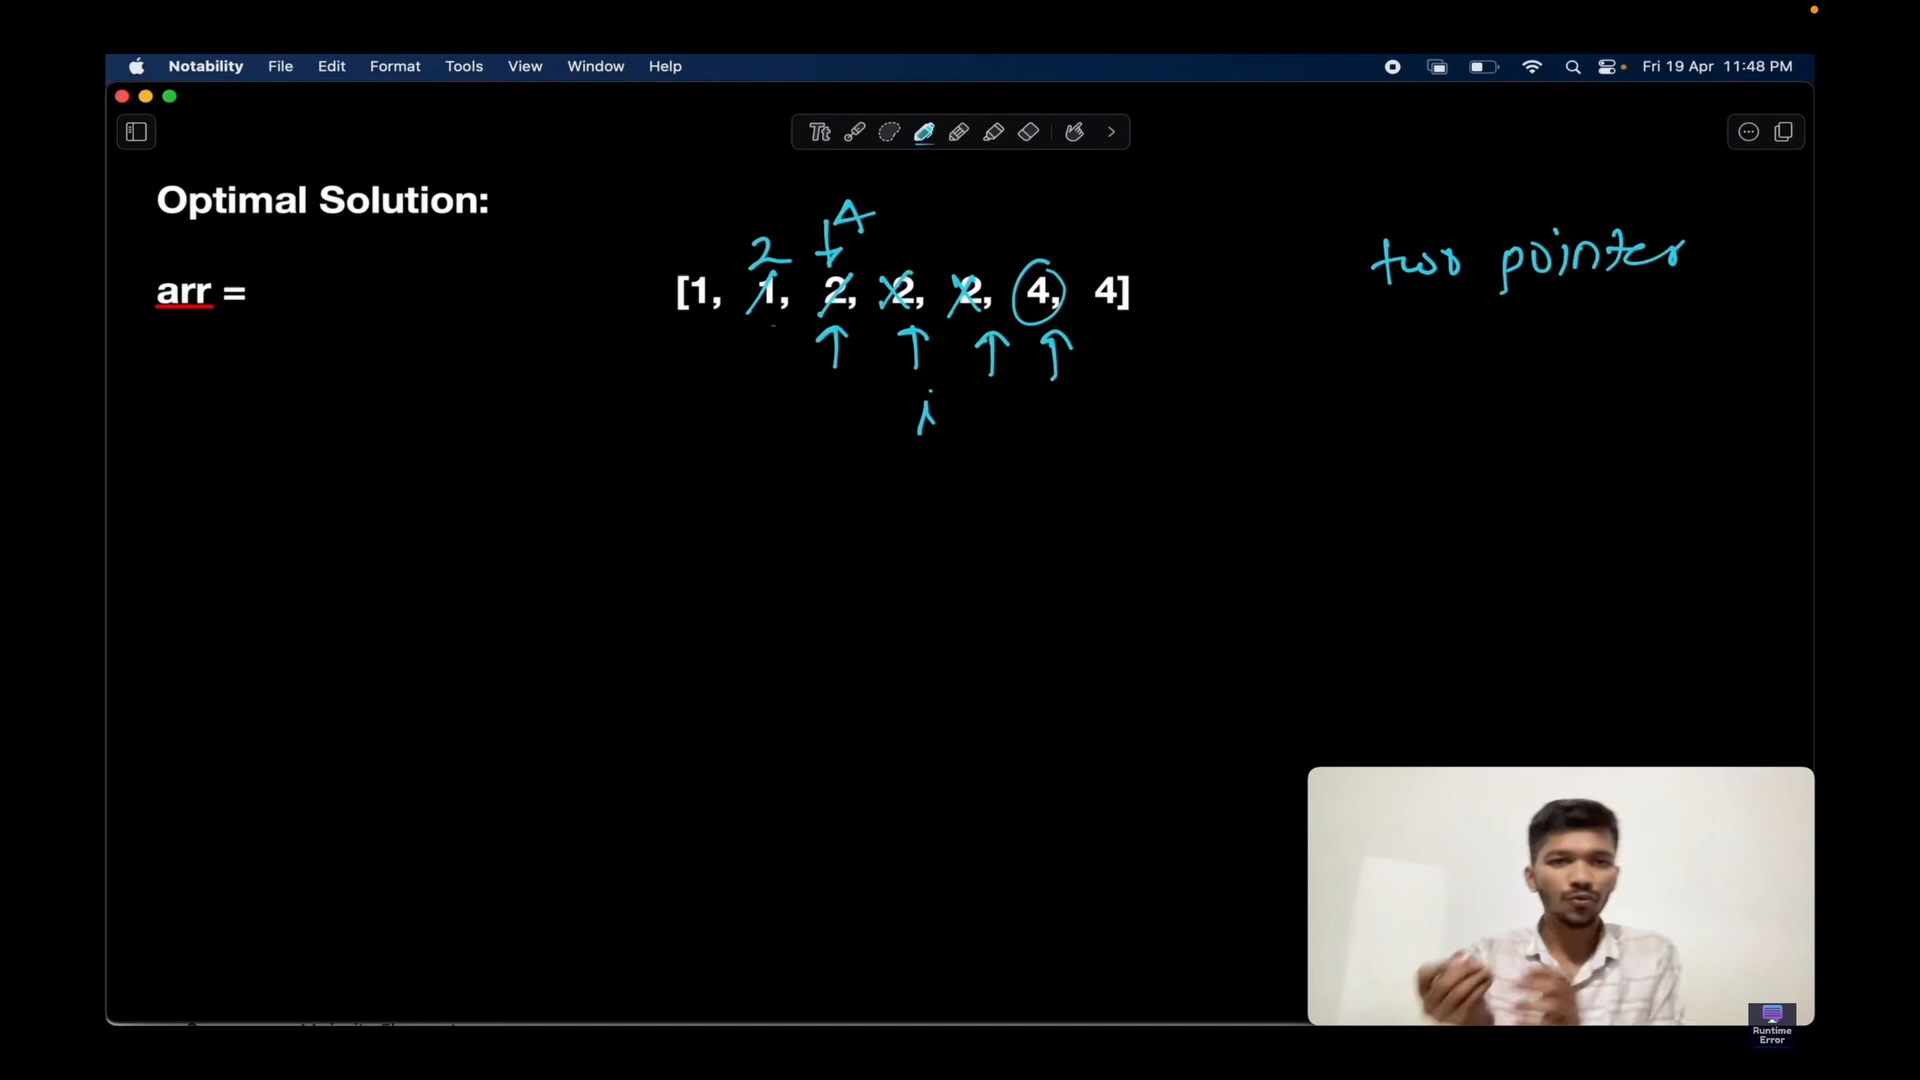 Notability File Edit Format Tools View Window Help Fri 19 Apr 11:48 PM
Tt
Optimal Solution:
4
2
two pointer
arr = [1, 1, 2, 2, 2, 4, 4]
i
Runtime
Error